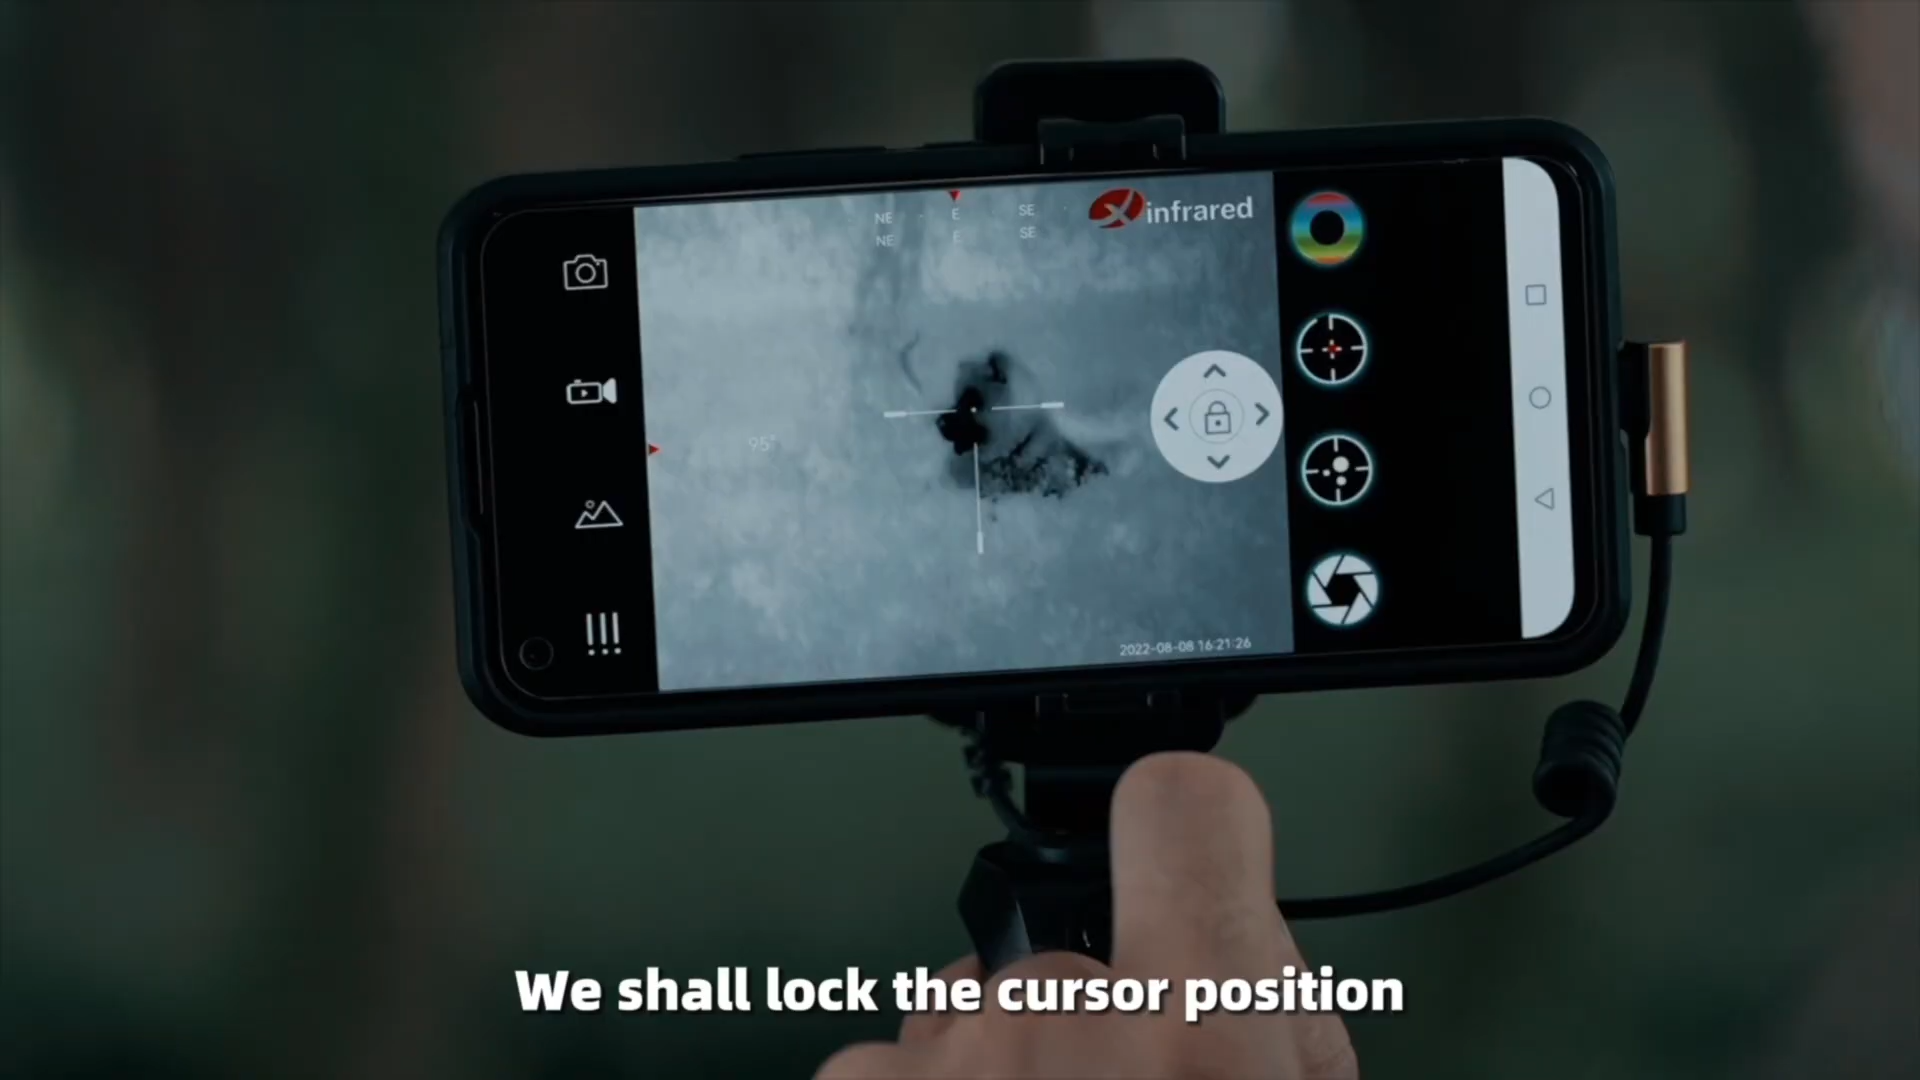 NE E SE
NE E SE
infrared
95°
2022-08-08 16:21:26
We shall lock the cursor position